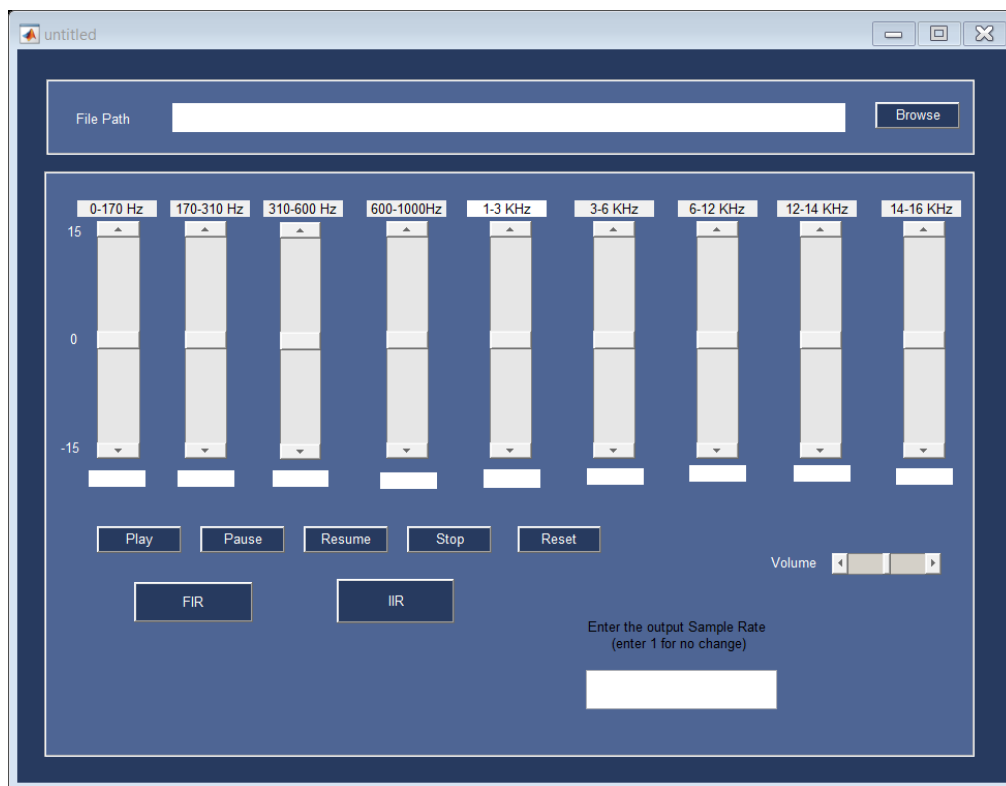 untitled
File Path
Browse
0-170 Hz 170-310 Hz 310-600 Hz 600-1000Hz 1-3 KHz 3-6 KHz 6-12 KHz 12-14 KHz 14-16 KHz
15
0
-15
Play Pause Resume Stop Reset
Volume
FIR IIR
Enter the output Sample Rate
(enter 1 for no change)